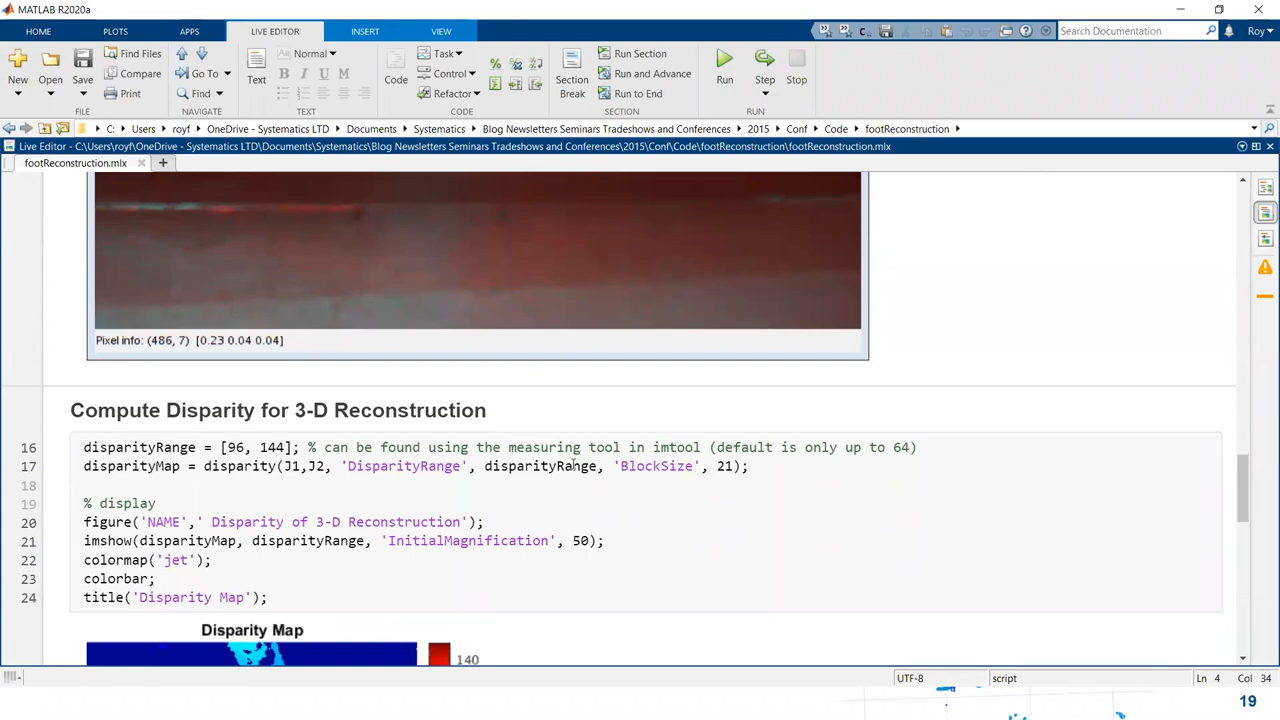 MATLAB R2020a
HOME PLOTS APPS LIVE EDITOR INSERT VIEW Search Documentation Roy
New Open Save Find Files Compare Print Go To Find Text Normal B I U M Code Task Control Refactor Section Break Run Section Run and Advance Run to End Run Step Stop
FILE NAVIGATE TEXT CODE SECTION RUN
C: Users royf OneDrive - Systematics LTD Documents Systematics Blog Newsletters Seminars Tradeshows and Conferences 2015 Conf Code footReconstruction
Live Editor - C:\Users\royf\OneDrive - Systematics LTD\Documents\Systematics\Blog Newsletters Seminars Tradeshows and Conferences\2015\Conf\Code\footReconstruction\footReconstruction.mlx
footReconstruction.mlx
Pixel info: (486, 7) [0.23 0.04 0.04]
Compute Disparity for 3-D Reconstruction
16 disparityRange = [96, 144]; % can be found using the measuring tool in imtool (default is only up to 64)
17 disparityMap = disparity(J1,J2, 'DisparityRange', disparityRange, 'BlockSize', 21);
18
19 % display
20 figure('NAME',' Disparity of 3-D Reconstruction');
21 imshow(disparityMap, disparityRange, 'InitialMagnification', 50);
22 colormap('jet');
23 colorbar;
24 title('Disparity Map');
Disparity Map
140
UTF-8 script Ln 4 Col 34
19